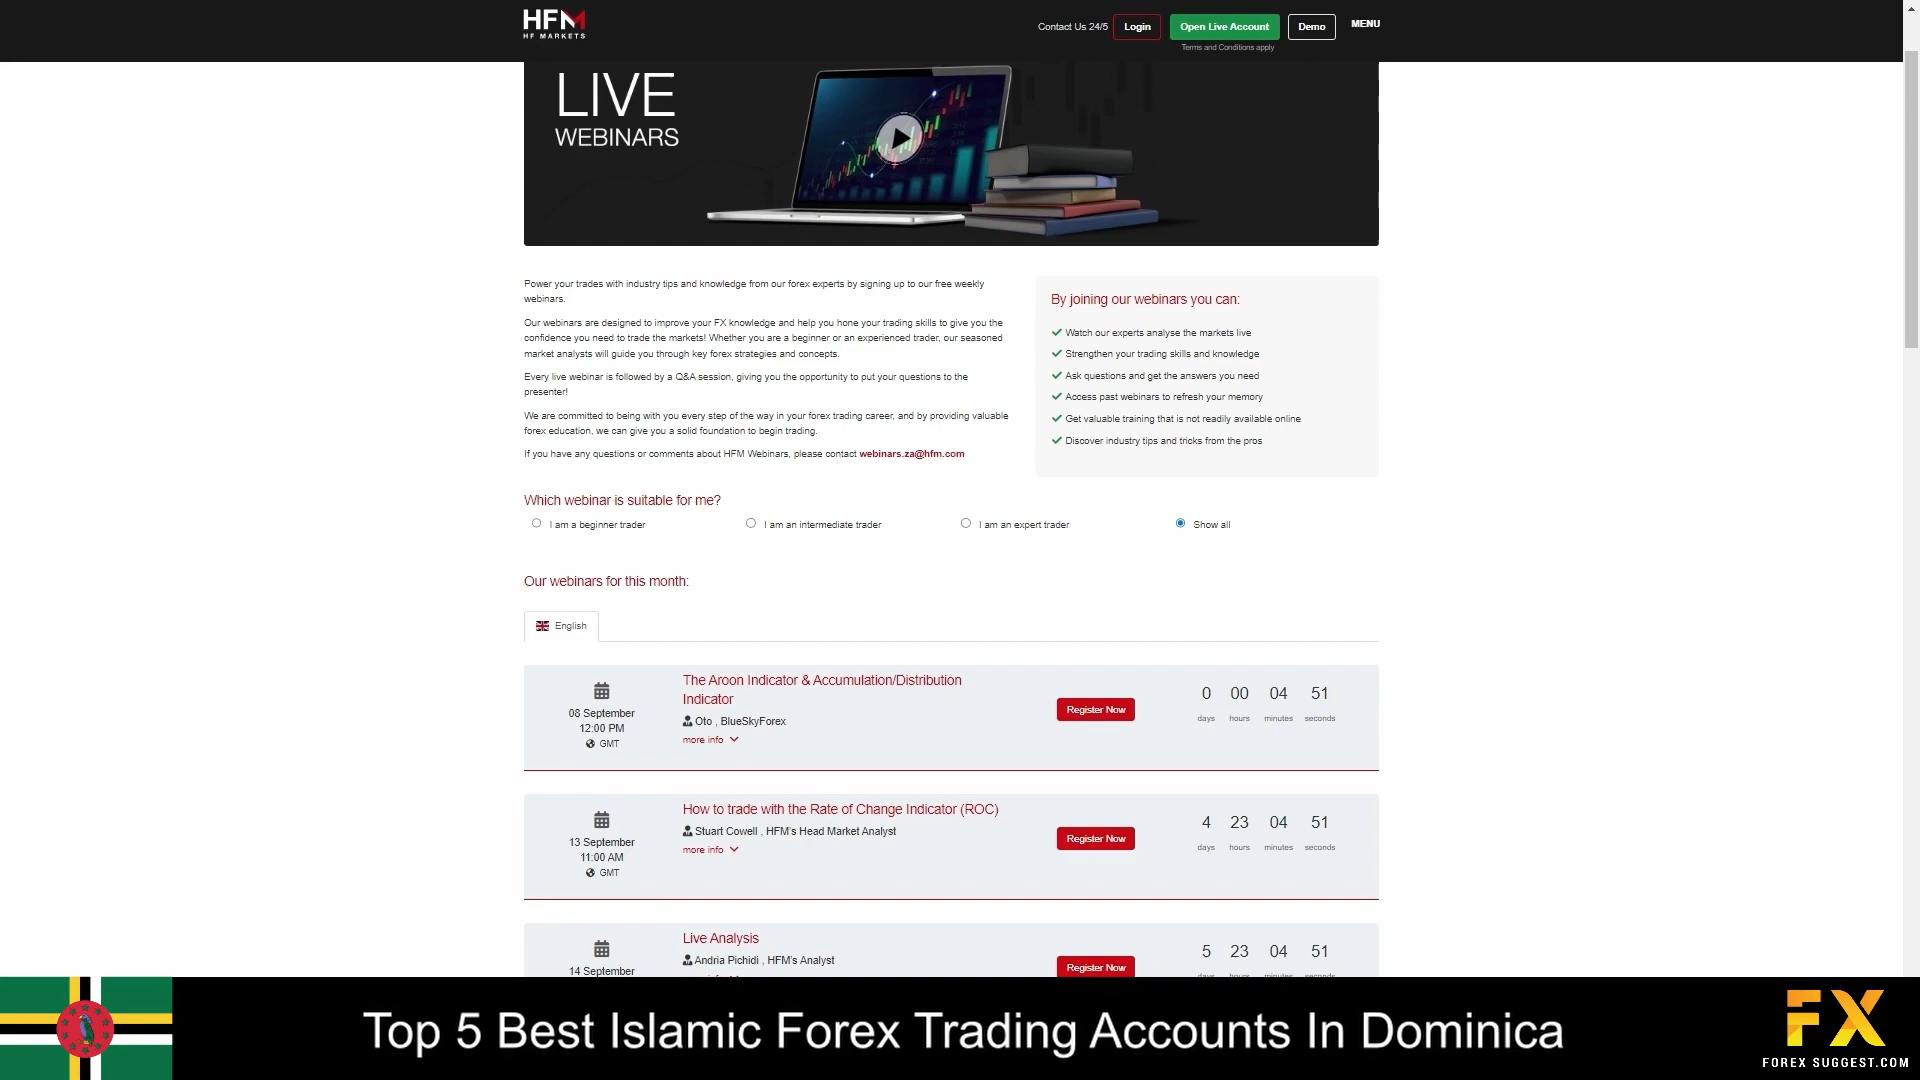 HFM
HF MARKETS
Contact Us 24/5
Login
Open Live Account
Demo
MENU
Terms and Conditions apply
LIVE
WEBINARS
Power your trades with industry tips and knowledge from our forex experts by signing up to our free weekly
webinars.
Our webinars are designed to improve your FX knowledge and help you hone your trading skills to give you the
confidence you need to trade the markets! Whether you are a beginner or an experienced trader, our seasoned
market analysts will guide you through key forex strategies and concepts.
Every live webinar is followed by a Q&A session, giving you the opportunity to put your questions to the
presenter!
We are committed to being with you every step of the way in your forex trading career, and by providing valuable
forex education, we can give you a solid foundation to begin trading.
If you have any questions or comments about HFM Webinars, please contact webinars.za@hfm.com
By joining our webinars you can:
Watch our experts analyse the markets live
Strengthen your trading skills and knowledge
Ask questions and get the answers you need
Access past webinars to refresh your memory
Get valuable training that is not readily available online
Discover industry tips and tricks from the pros
Which webinar is suitable for me?
I am a beginner trader
I am an intermediate trader
I am an expert trader
Show all
Our webinars for this month:
English
08 September
12:00 PM
GMT
The Aroon Indicator & Accumulation/Distribution
Indicator
Oto , BlueSkyForex
more info
Register Now
0 00 04 51
days hours minutes seconds
13 September
11:00 AM
GMT
How to trade with the Rate of Change Indicator (ROC)
Stuart Cowell , HFM's Head Market Analyst
more info
Register Now
4 23 04 51
days hours minutes seconds
14 September
Live Analysis
Andria Pichidi , HFM's Analyst
Register Now
5 23 04 51
Top 5 Best Islamic Forex Trading Accounts In Dominica
FX
FOREX SUGGEST.COM